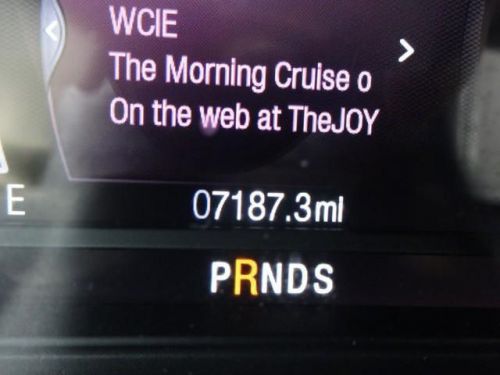 WCIE
The Morning Cruise o
On the web at TheJOY
E
07187.3mi
PRNDS